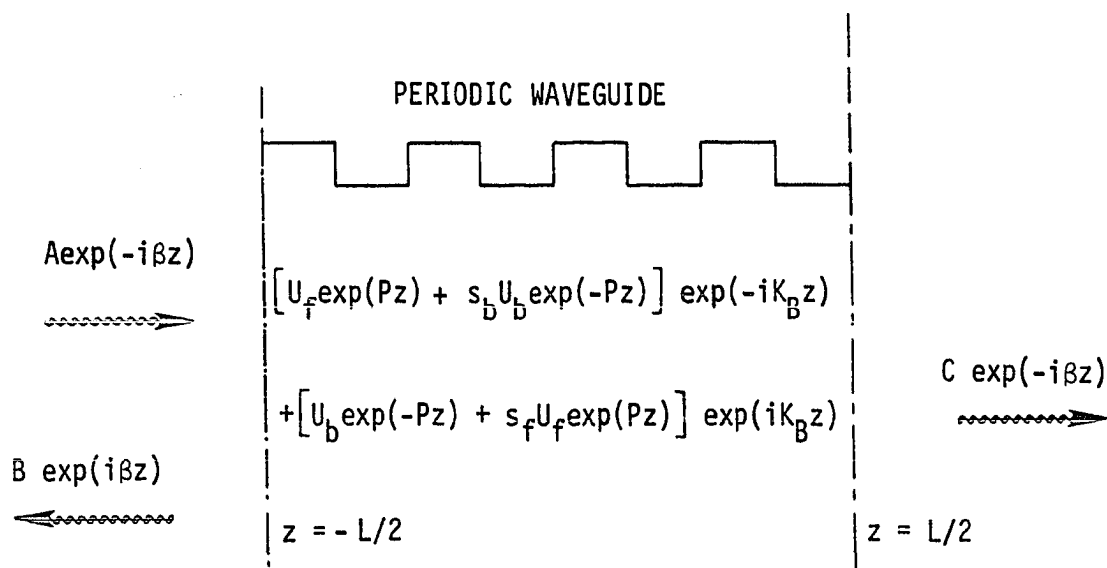 PERIODIC WAVEGUIDE
Aexp(-iβz)
[U_f exp(Pz) + s_b U_b exp(-Pz)] exp(-iK_B z)
+[U_b exp(-Pz) + s_f U_f exp(Pz)] exp(iK_B z)
C exp(-iβz)
B exp(iβz)
z = - L/2
z = L/2